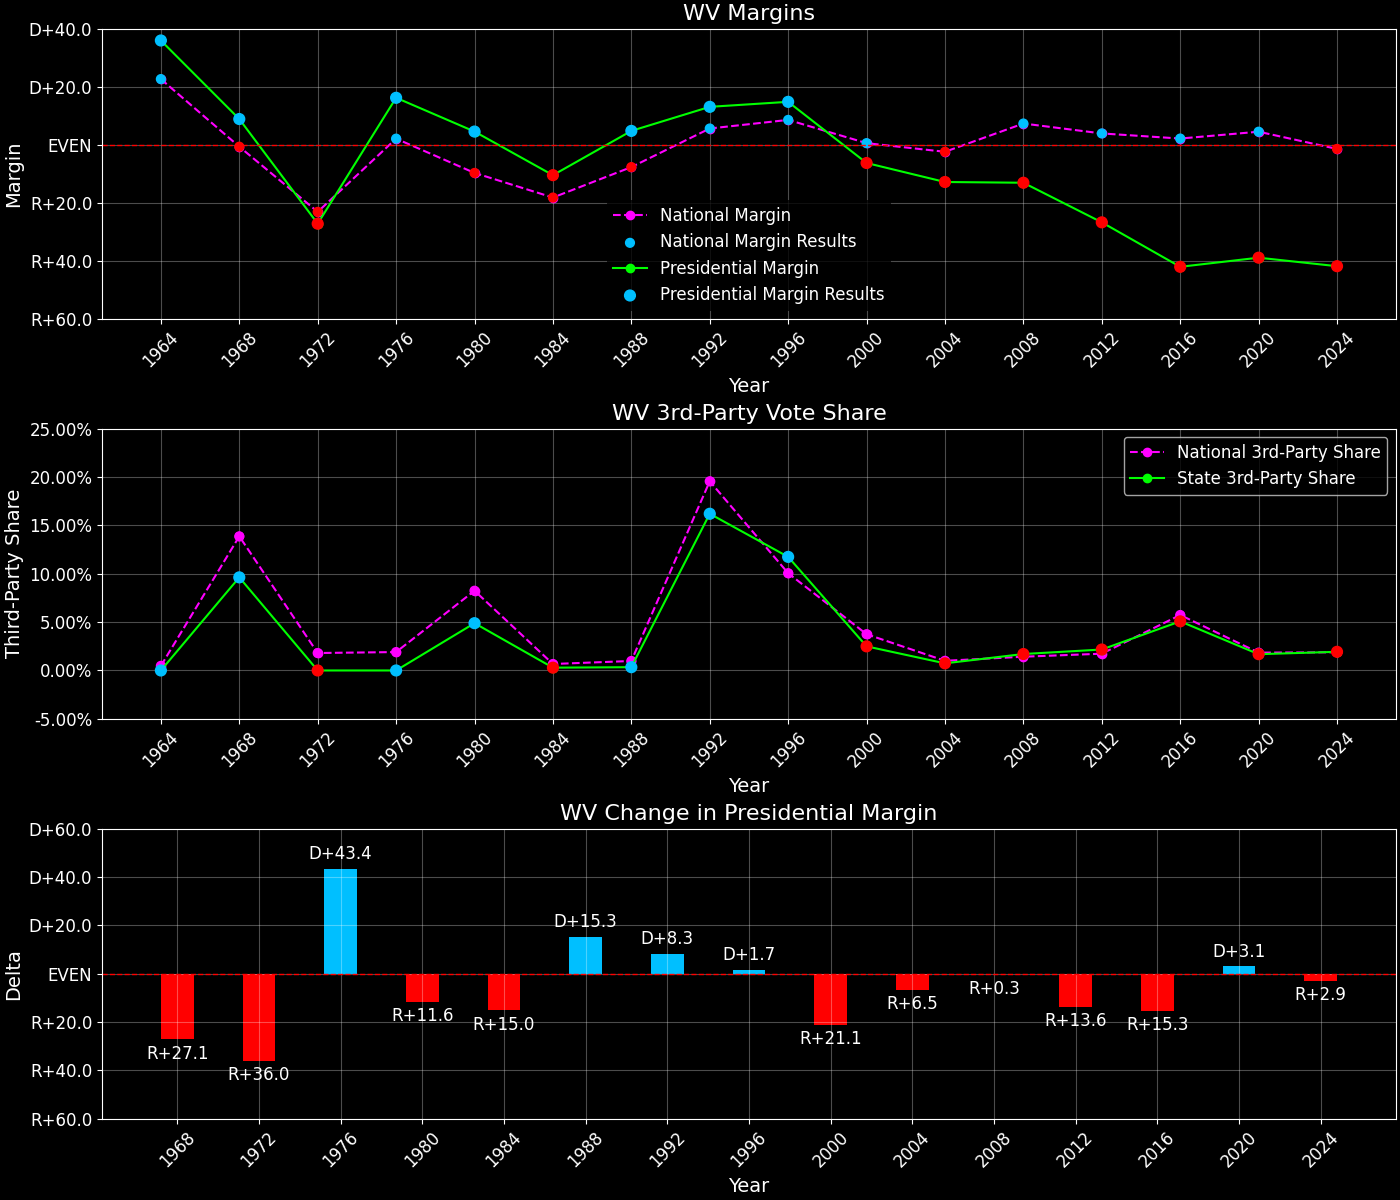 WV Margins
Margin
D+40.0
D+20.0
EVEN
R+20.0
R+40.0
R+60.0
National Margin
National Margin Results
Presidential Margin
Presidential Margin Results
1964 1968 1972 1976 1980 1984 1988 1992 1996 2000 2004 2008 2012 2016 2020 2024
Year
WV 3rd-Party Vote Share
Third-Party Share
25.00%
20.00%
15.00%
10.00%
5.00%
0.00%
-5.00%
National 3rd-Party Share
State 3rd-Party Share
1964 1968 1972 1976 1980 1984 1988 1992 1996 2000 2004 2008 2012 2016 2020 2024
Year
WV Change in Presidential Margin
Delta
D+60.0
D+40.0
D+20.0
EVEN
R+20.0
R+40.0
R+60.0
R+27.1
R+36.0
D+43.4
R+11.6
R+15.0
D+15.3
D+8.3
D+1.7
R+21.1
R+6.5
R+0.3
R+13.6
R+15.3
D+3.1
R+2.9
1968 1972 1976 1980 1984 1988 1992 1996 2000 2004 2008 2012 2016 2020 2024
Year